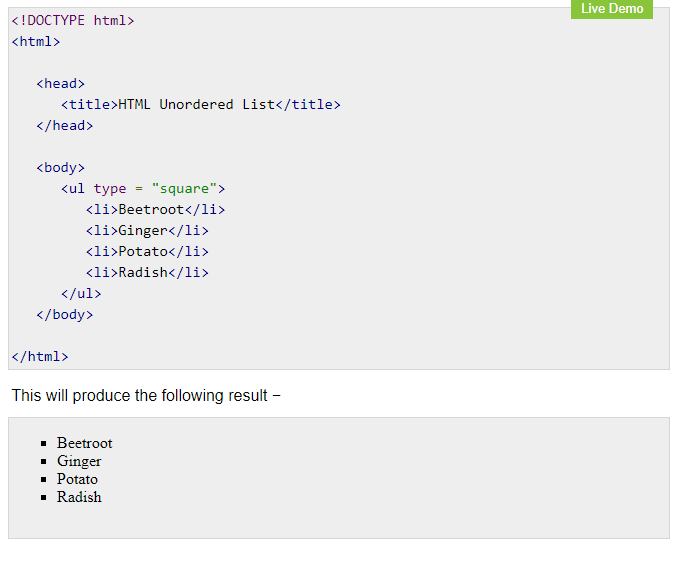 Live Demo
<!DOCTYPE html>
<html>
<head>
<title>HTML Unordered List</title>
</head>
<body>
<ul type = "square">
<li>Beetroot</li>
<li>Ginger</li>
<li>Potato</li>
<li>Radish</li>
</ul>
</body>
</html>
This will produce the following result −
▪ Beetroot
▪ Ginger
▪ Potato
▪ Radish